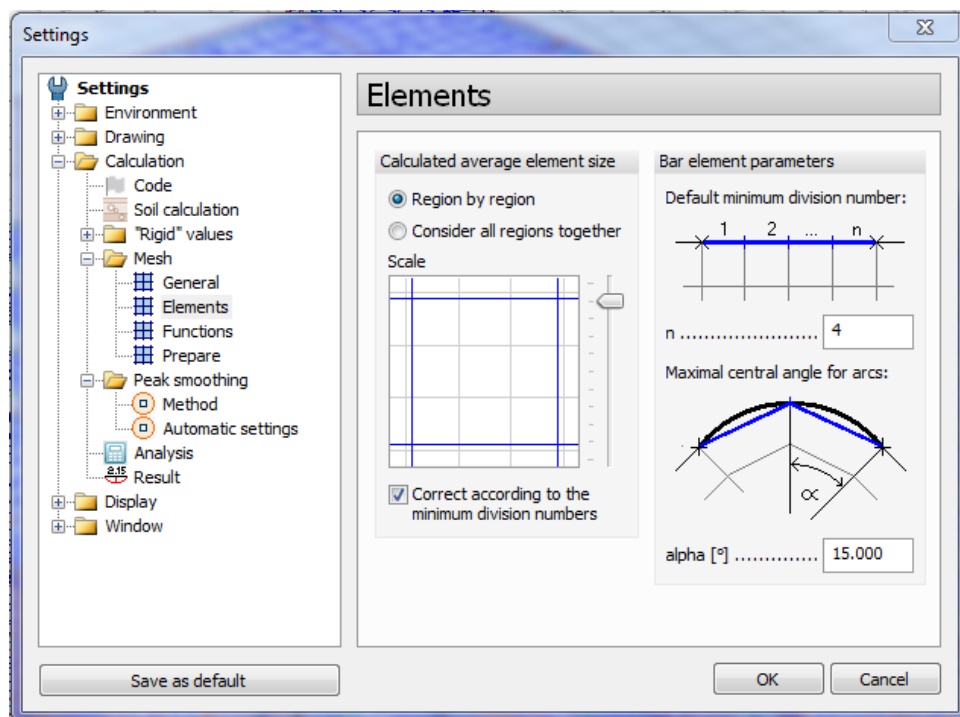 Settings
Settings
Environment
Drawing
Calculation
Code
Soil calculation
"Rigid" values
Mesh
General
Elements
Functions
Prepare
Peak smoothing
Method
Automatic settings
Analysis
2.15
Result
Display
Window
Save as default
Elements
Calculated average element size
Region by region
Consider all regions together
Scale
Correct according to the
minimum division numbers
Bar element parameters
Default minimum division number:
1 2 ... n
n ........................ 4
Maximal central angle for arcs:
α
alpha [°] .............. 15.000
OK
Cancel